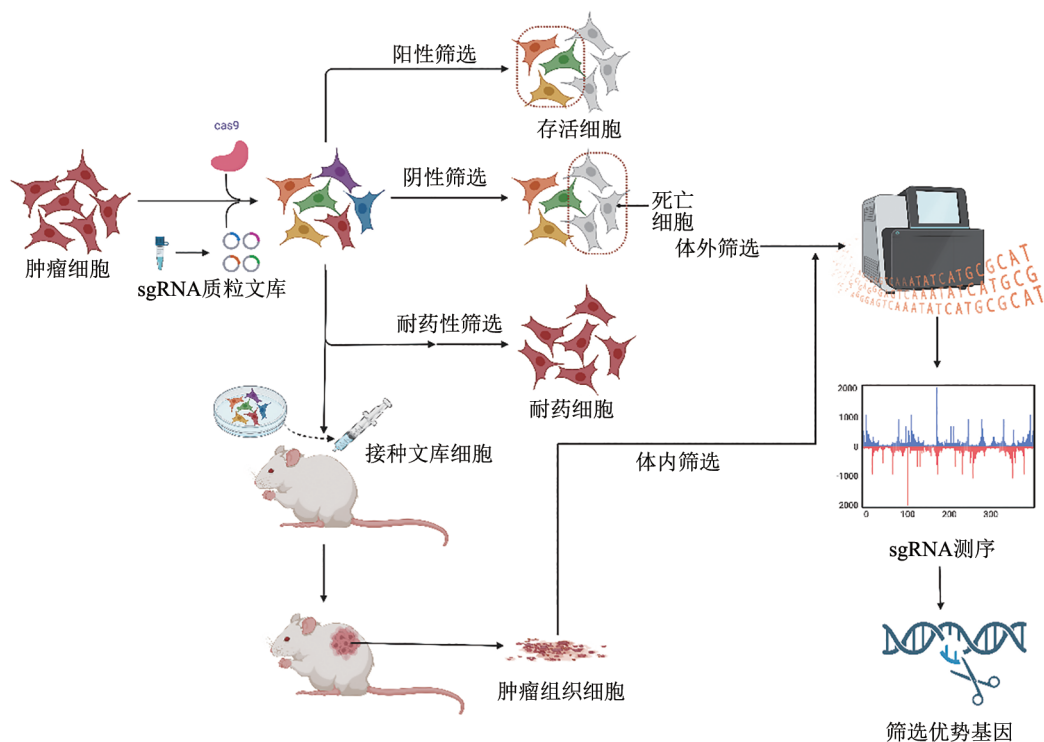 阳性筛选
存活细胞
cas9
阴性筛选
死亡
细胞
体外筛选
肿瘤细胞
sgRNA质粒文库
耐药性筛选
耐药细胞
接种文库细胞
体内筛选
2000
1000
0
-1000
2000
0
100
300
sgRNA测序
肿瘤组织细胞
筛选优势基因